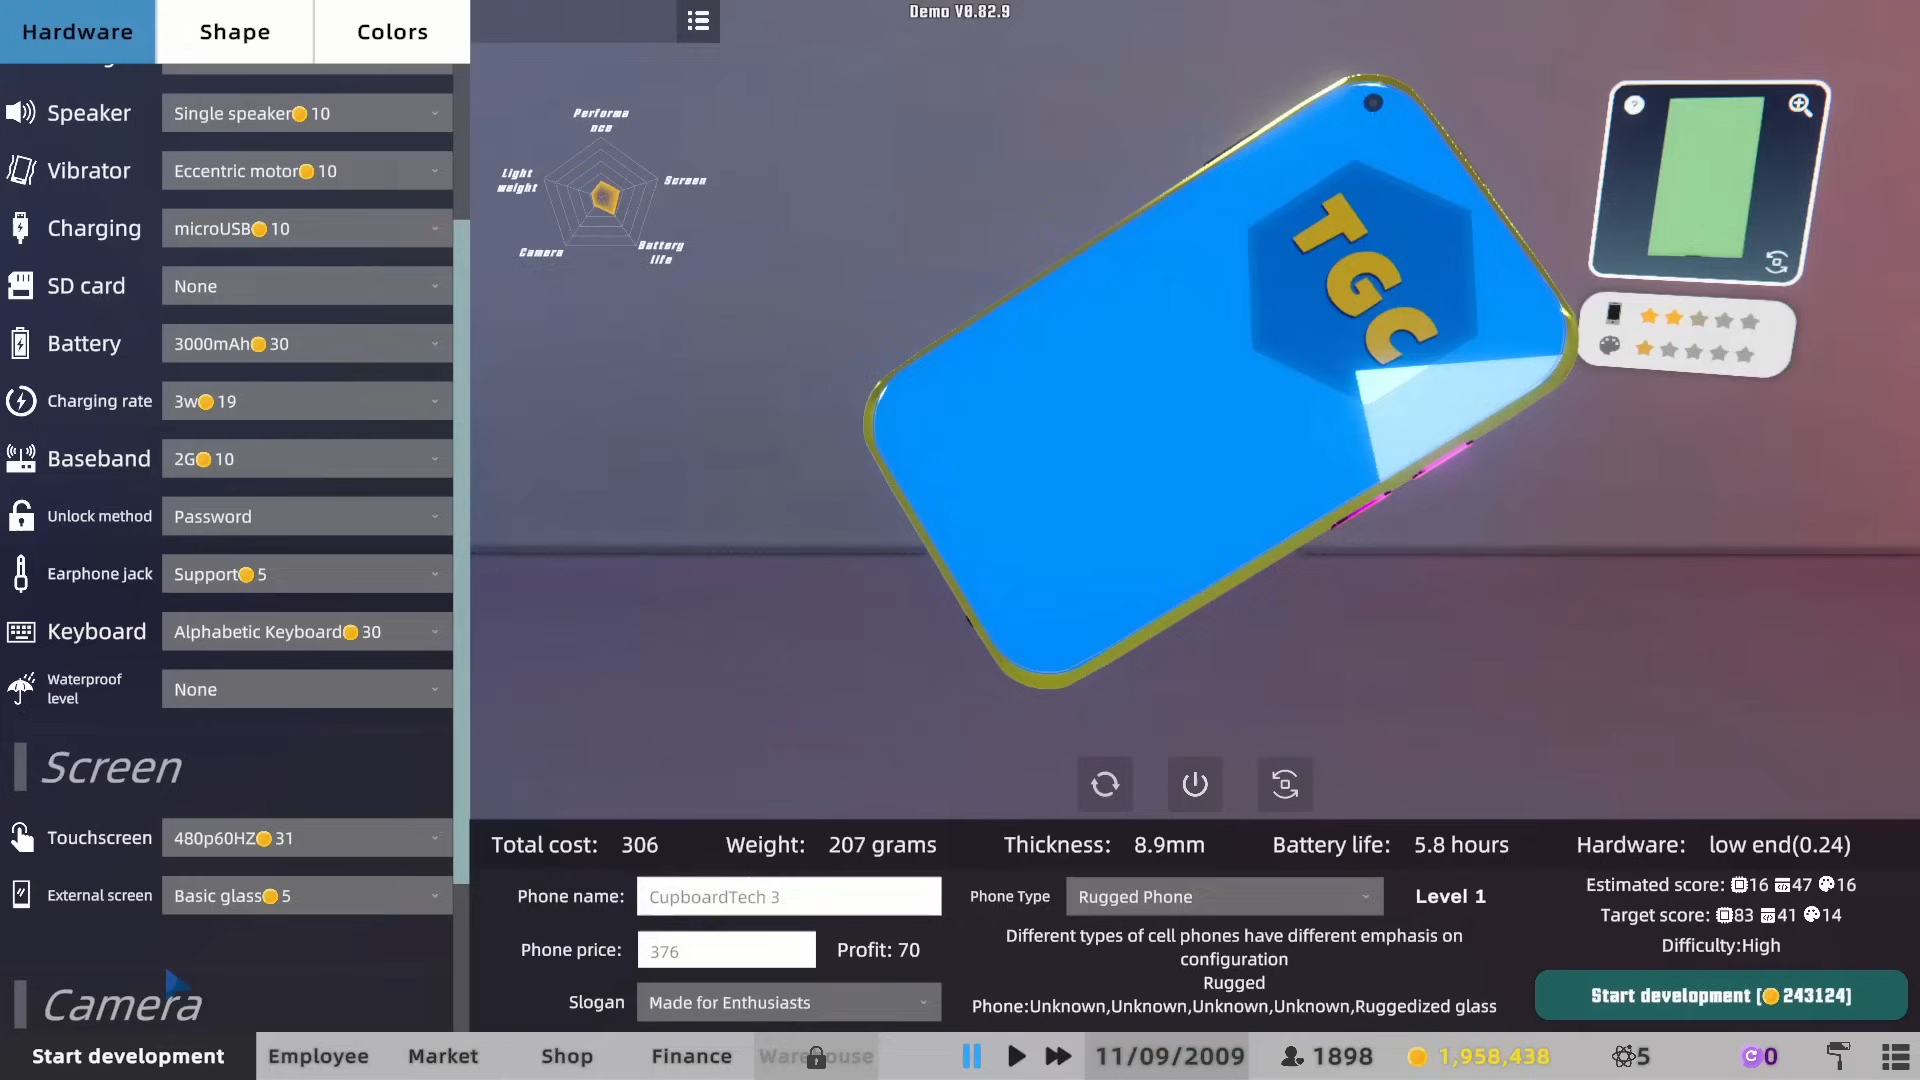 Hardware
Shape
Colors
Demo V0.82.9
Speaker
Single speaker 10
Vibrator
Eccentric motor 10
Charging
microUSB 10
SD card
None
Battery
3000mAh 30
Charging rate
3w 19
Baseband
2G 10
Unlock method
Password
Earphone jack
Support 5
Keyboard
Alphabetic Keyboard 30
Waterproof
level
None
Screen
Touchscreen
480p60HZ 31
External screen
Basic glass 5
Camera
Performa
nce
Light
weight
Screen
Camera
Battery
life
TGC
?
Total cost: 306
Weight: 207 grams
Thickness: 8.9mm
Battery life: 5.8 hours
Hardware: low end(0.24)
Phone name:
CupboardTech 3
Phone Type
Rugged Phone
Level 1
Estimated score: 16 47 16
Target score: 83 41 14
Difficulty:High
Phone price:
376
Profit: 70
Different types of cell phones have different emphasis on
configuration
Rugged
Phone:Unknown,Unknown,Unknown,Unknown,Ruggedized glass
Slogan
Made for Enthusiasts
Start development [ 243124]
Start development
Employee
Market
Shop
Finance
Warehouse
11/09/2009
1898
1,958,438
5
0